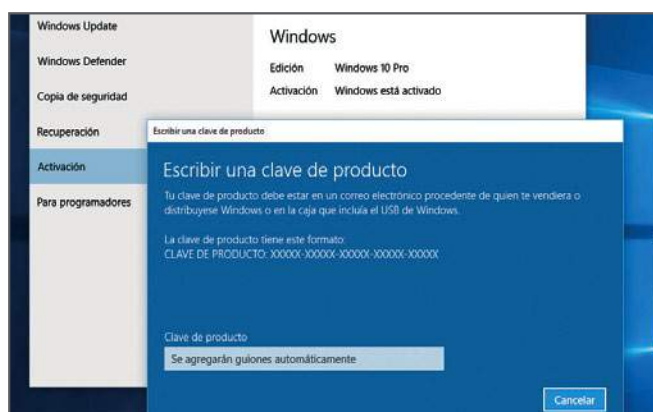 Windows Update
Windows Defender
Copia de seguridad
Recuperación
Activación
Para programadores
Windows
Edición Windows 10 Pro
Activación Windows está activado
Escribir una clave de producto
Escribir una clave de producto
Tu clave de producto debe estar en un correo electrónico procedente de quien te vendiera o
distribuyese Windows o en la caja que incluía el USB de Windows.
La clave de producto tiene este formato:
CLAVE DE PRODUCTO: XXXXX-XXXXX-XXXXX-XXXXX-XXXXX
Clave de producto
Se agregarán guiones automáticamente
Cancelar